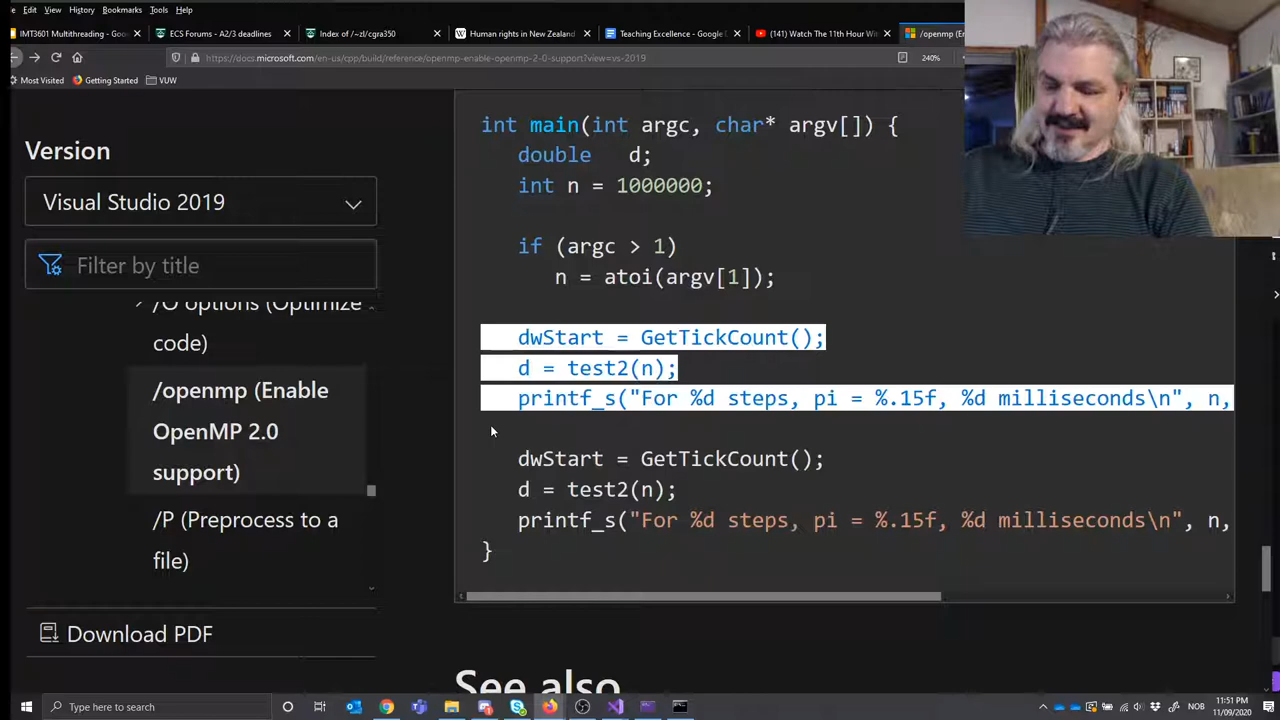 File Edit View History Bookmarks Tools Help
IMT3601 Multithreading - Goo
ECS Forums - A2/3 deadlines
Index of /~zl/cgra350
Human rights in New Zealand
Teaching Excellence - Google
(141) Watch The 11th Hour Wi
/openmp (En
https://docs.microsoft.com/en-us/cpp/build/reference/openmp-enable-openmp-2-0-support?view=vs-2019
240%
Most Visited Getting Started VUW
Version
Visual Studio 2019
Filter by title
/O options (Optimize
code)
/openmp (Enable
OpenMP 2.0
support)
/P (Preprocess to a
file)
Download PDF
int main(int argc, char* argv[]) {
double d;
int n = 1000000;
if (argc > 1)
n = atoi(argv[1]);
dwStart = GetTickCount();
d = test2(n);
printf_s("For %d steps, pi = %.15f, %d milliseconds\n", n,
dwStart = GetTickCount();
d = test2(n);
printf_s("For %d steps, pi = %.15f, %d milliseconds\n", n,
}
See also
Type here to search
NOB
11:51 PM
11/09/2020